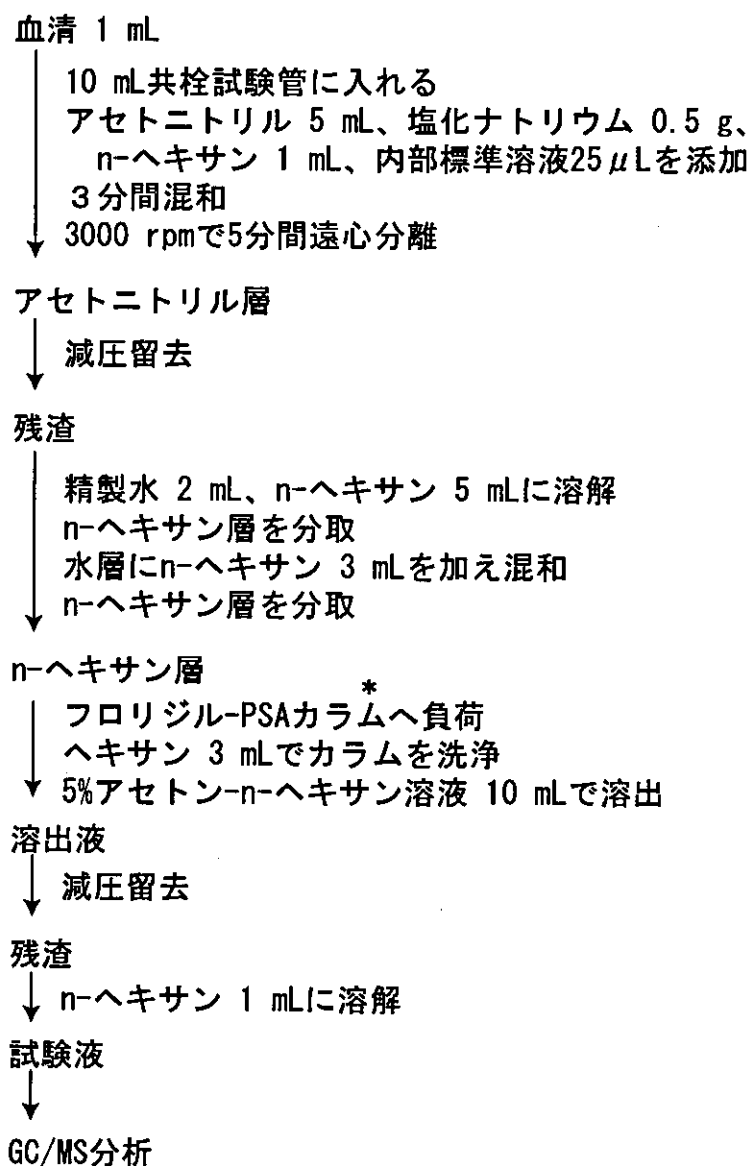 血清 1 mL
10 mL共栓試験管に入れる
アセトニトリル 5 mL、塩化ナトリウム 0.5 g、
n-ヘキサン 1 mL、内部標準溶液25μLを添加
3分間混和
3000 rpmで5分間遠心分離
アセトニトリル層
減圧留去
残渣
精製水 2 mL、n-ヘキサン 5 mLに溶解
n-ヘキサン層を分取
水層にn-ヘキサン 3 mLを加え混和
n-ヘキサン層を分取
n-ヘキサン層
フロリジル-PSAカラム*へ負荷
ヘキサン 3 mLでカラムを洗浄
5%アセトン-n-ヘキサン溶液 10 mLで溶出
溶出液
減圧留去
残渣
n-ヘキサン 1 mLに溶解
試験液
GC/MS分析